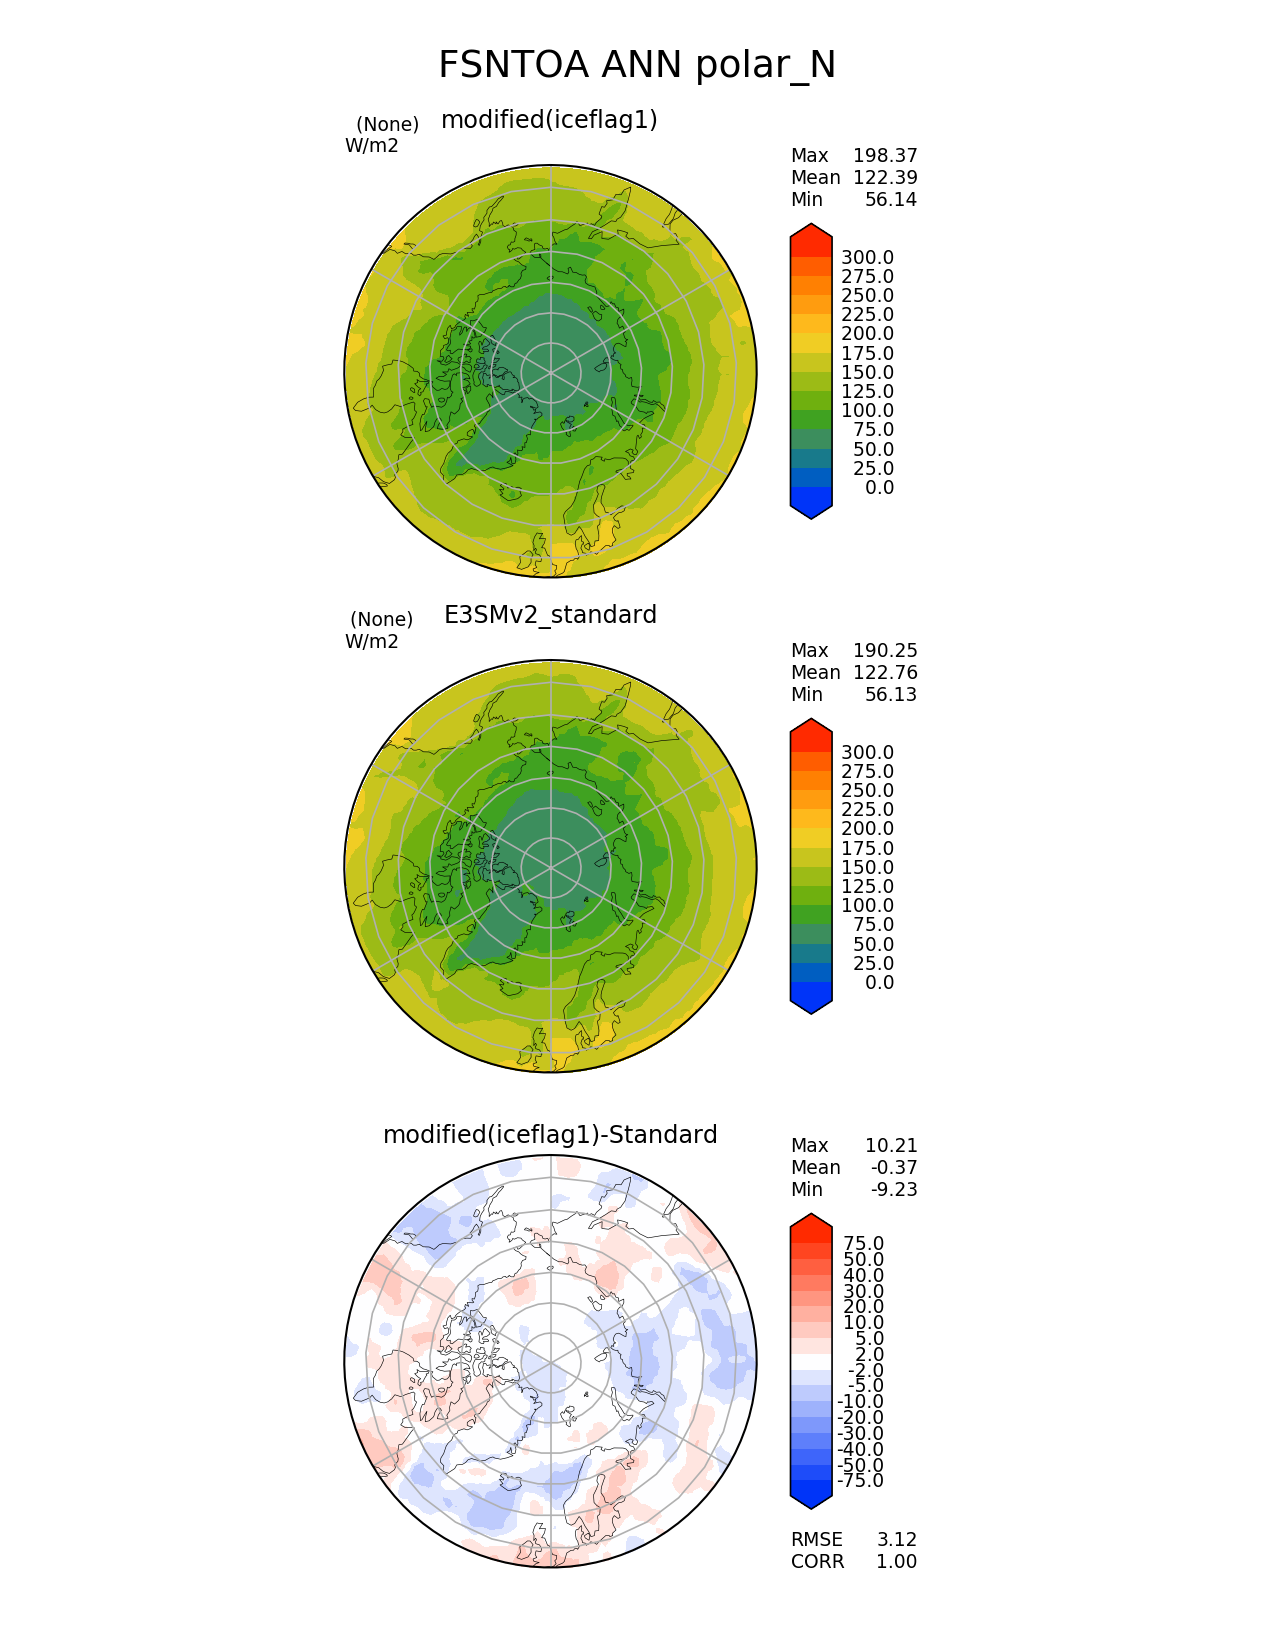 FSNTOA ANN polar_N
(None) modified(iceflag1)
W/m2
Max 198.37
Mean 122.39
Min 56.14
300.0
275.0
250.0
225.0
200.0
175.0
150.0
125.0
100.0
75.0
50.0
25.0
0.0
(None) E3SMv2_standard
W/m2
Max 190.25
Mean 122.76
Min 56.13
300.0
275.0
250.0
225.0
200.0
175.0
150.0
125.0
100.0
75.0
50.0
25.0
0.0
modified(iceflag1)-Standard
Max 10.21
Mean -0.37
Min -9.23
75.0
50.0
40.0
30.0
20.0
10.0
5.0
2.0
-2.0
-5.0
-10.0
-20.0
-30.0
-40.0
-50.0
-75.0
RMSE 3.12
CORR 1.00